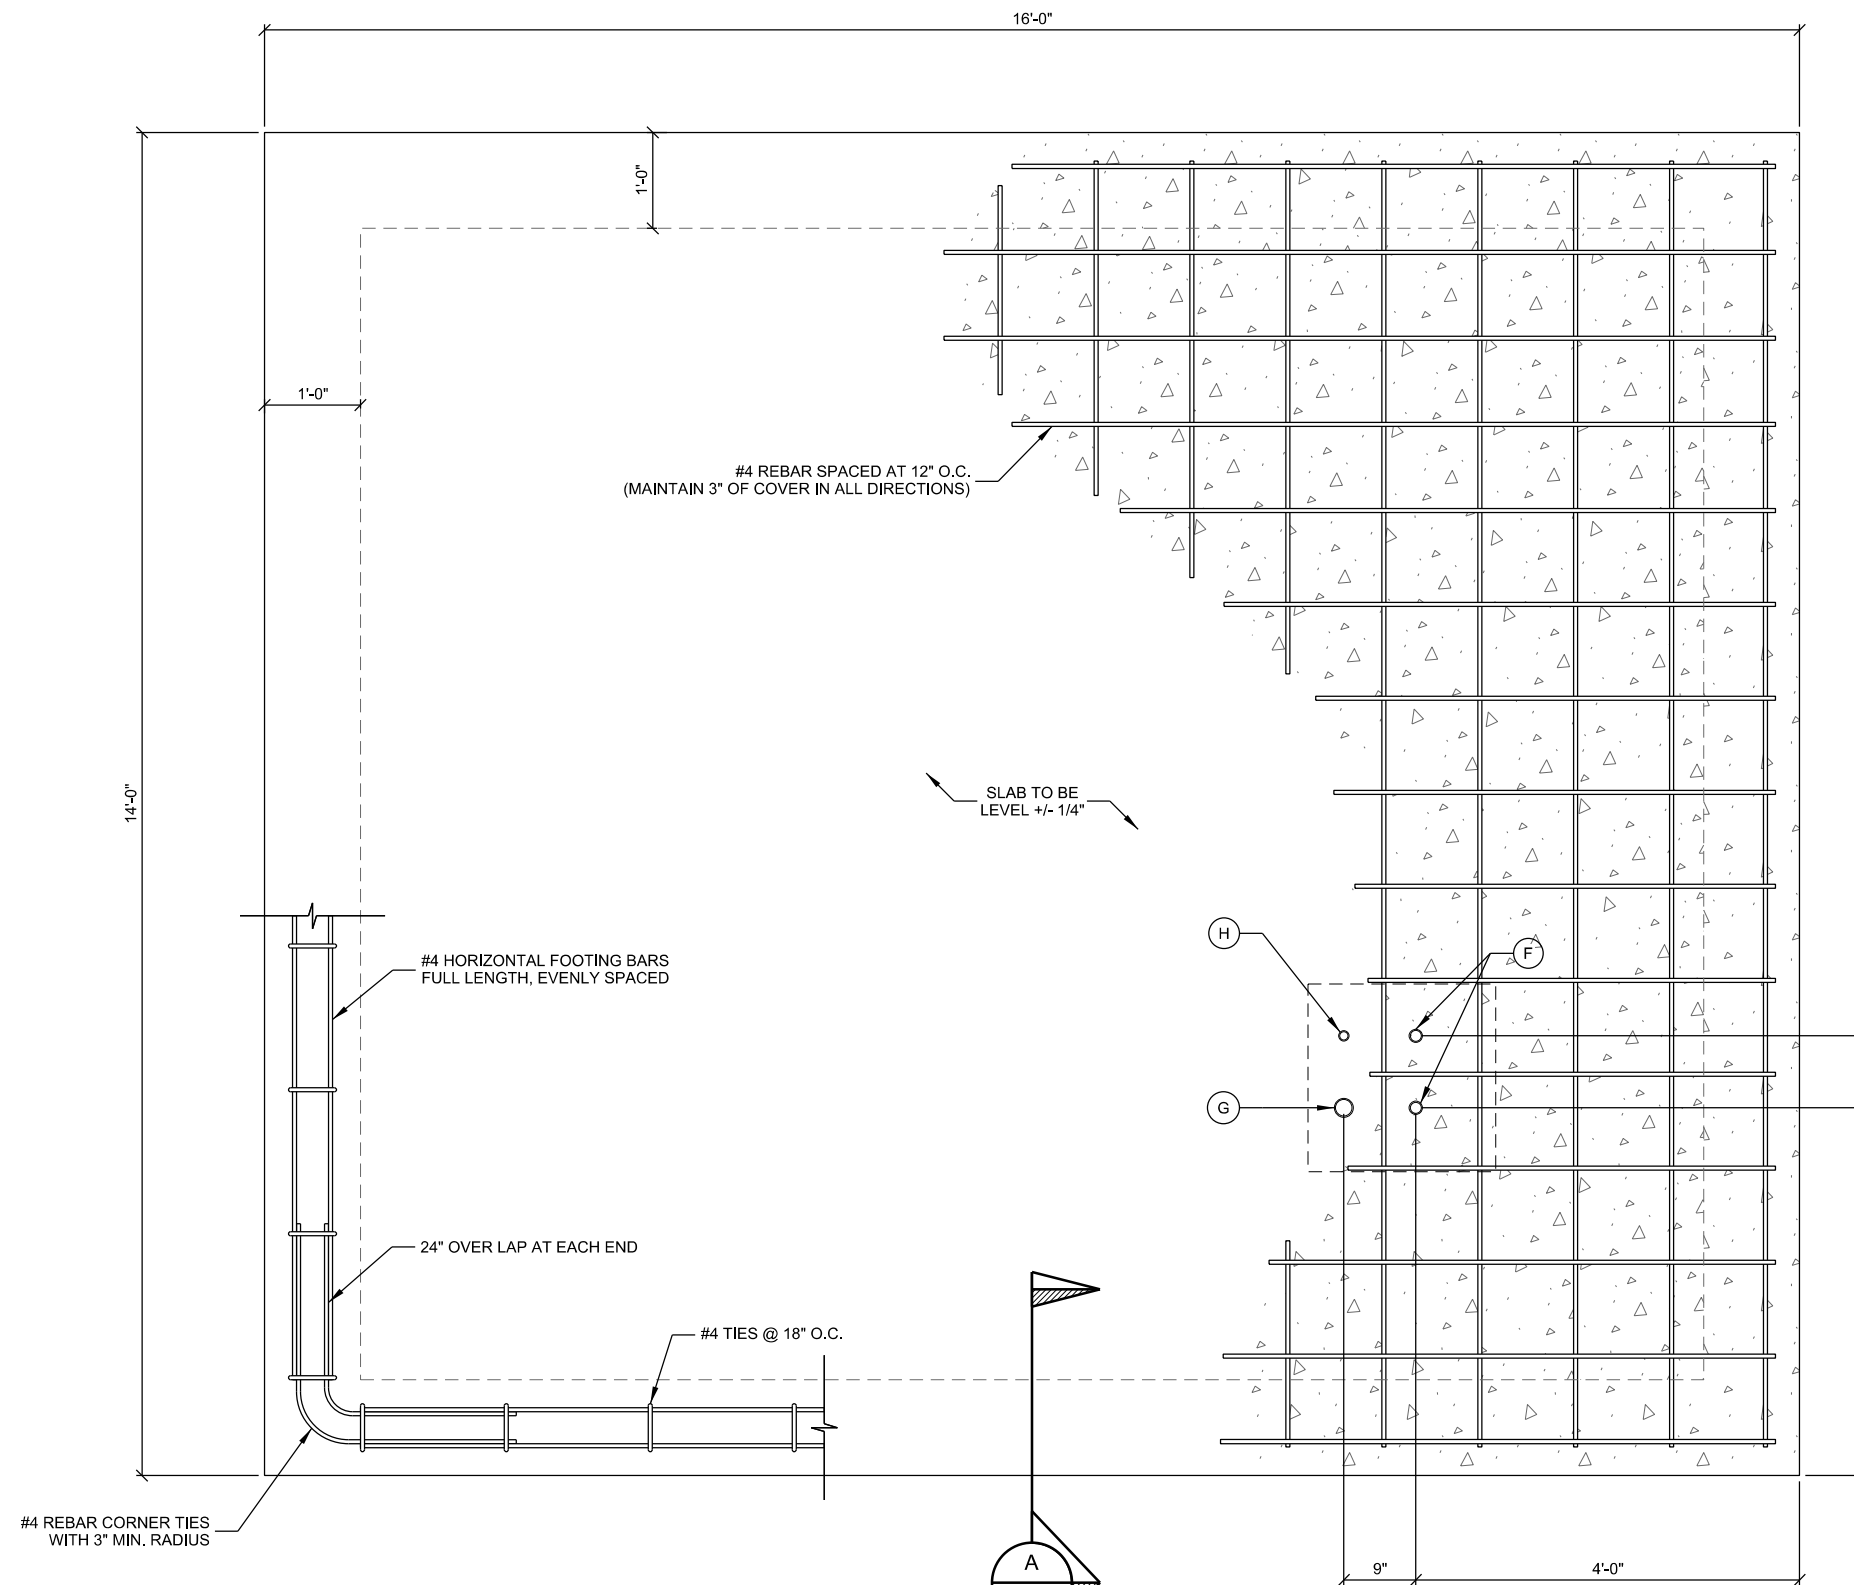 16'-0"
1'-0"
1'-0"
#4 REBAR SPACED AT 12" O.C.
(MAINTAIN 3" OF COVER IN ALL DIRECTIONS)
14'-0"
SLAB TO BE
LEVEL +/- 1/4"
H
F
#4 HORIZONTAL FOOTING BARS
FULL LENGTH, EVENLY SPACED
G
24" OVER LAP AT EACH END
#4 TIES @ 18" O.C.
#4 REBAR CORNER TIES
WITH 3" MIN. RADIUS
A
9"
4'-0"